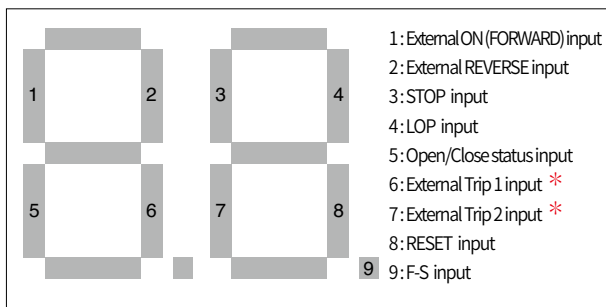 1:External ON (FORWARD) input
2:External REVERSE input
3:STOP input
4:LOP input
5:Open/Close status input
6:External Trip 1 input *
7:External Trip 2 input *
8:RESET input
9:F-S input
1 2 3 4
5 6 7 8
9